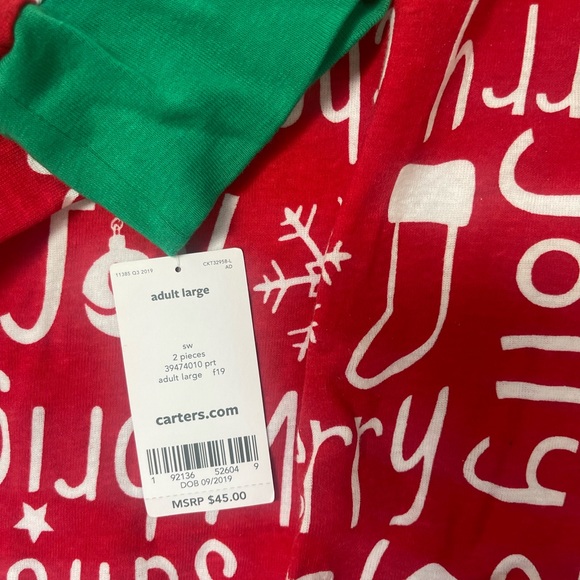 11385 Q3 2019
CXT32958-L
AD
adult large
sw
2 pieces
39474010 prt
adult large f19
carters.com
1 92136 52604 9
DOB 09/2019
MSRP $45.00
Merry